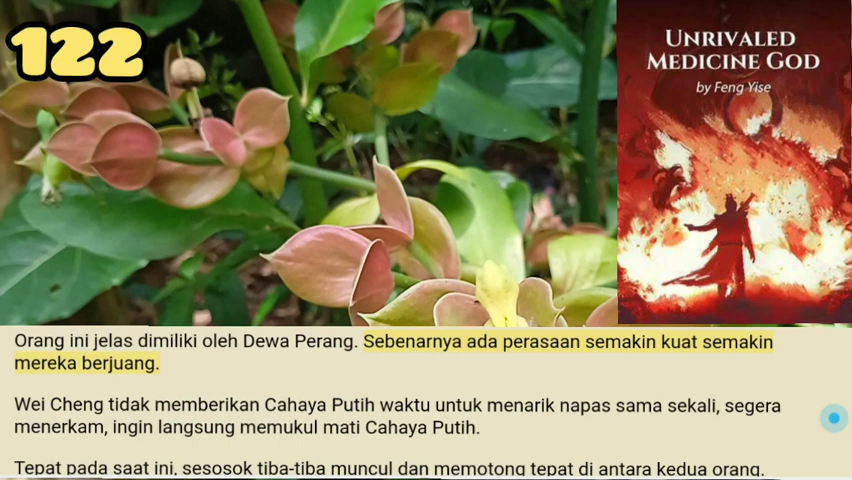 122
UNRIVALED
MEDICINE GOD
by Feng Yise
Orang ini jelas dimiliki oleh Dewa Perang. Sebenarnya ada perasaan semakin kuat semakin
mereka berjuang.
Wei Cheng tidak memberikan Cahaya Putih waktu untuk menarik napas sama sekali, segera
menerkam, ingin langsung memukul mati Cahaya Putih.
Tepat pada saat ini, sesosok tiba-tiba muncul dan memotong tepat di antara kedua orang.